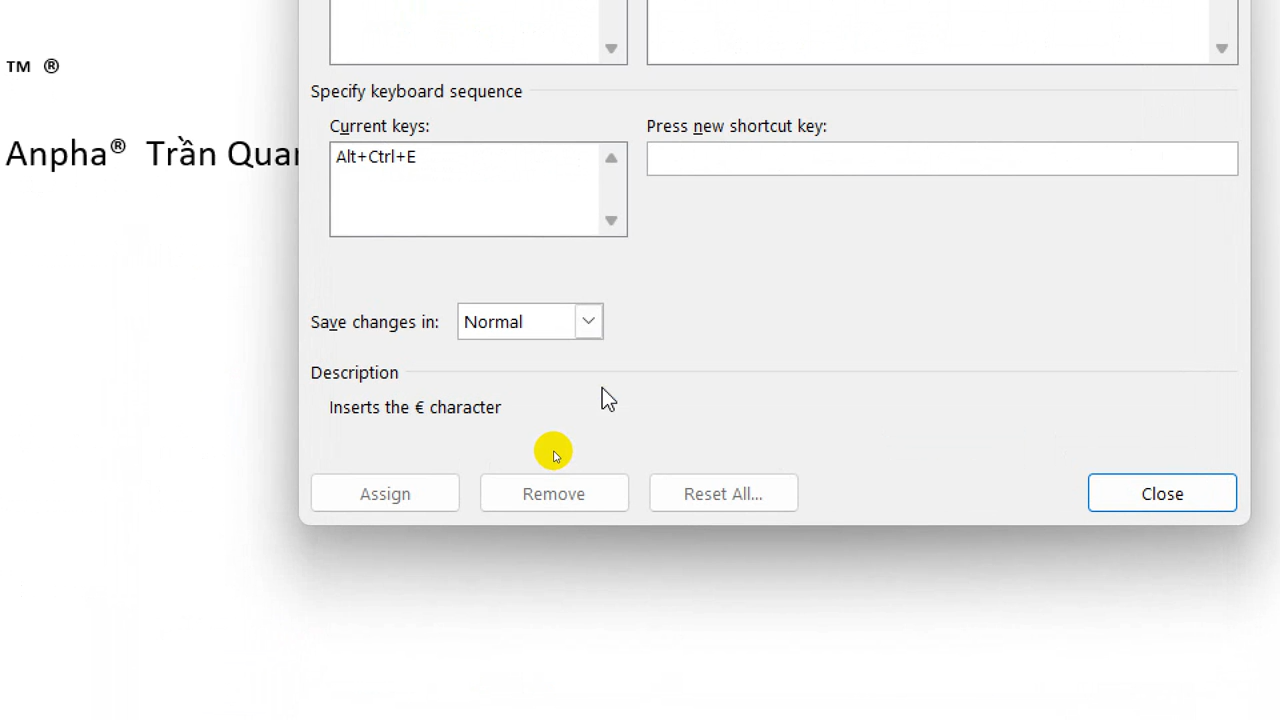 ™ ®
Anpha® Trần Quan
Specify keyboard sequence
Current keys:
Press new shortcut key:
Alt+Ctrl+E
Save changes in:
Normal
Description
Inserts the € character
Assign
Remove
Reset All...
Close